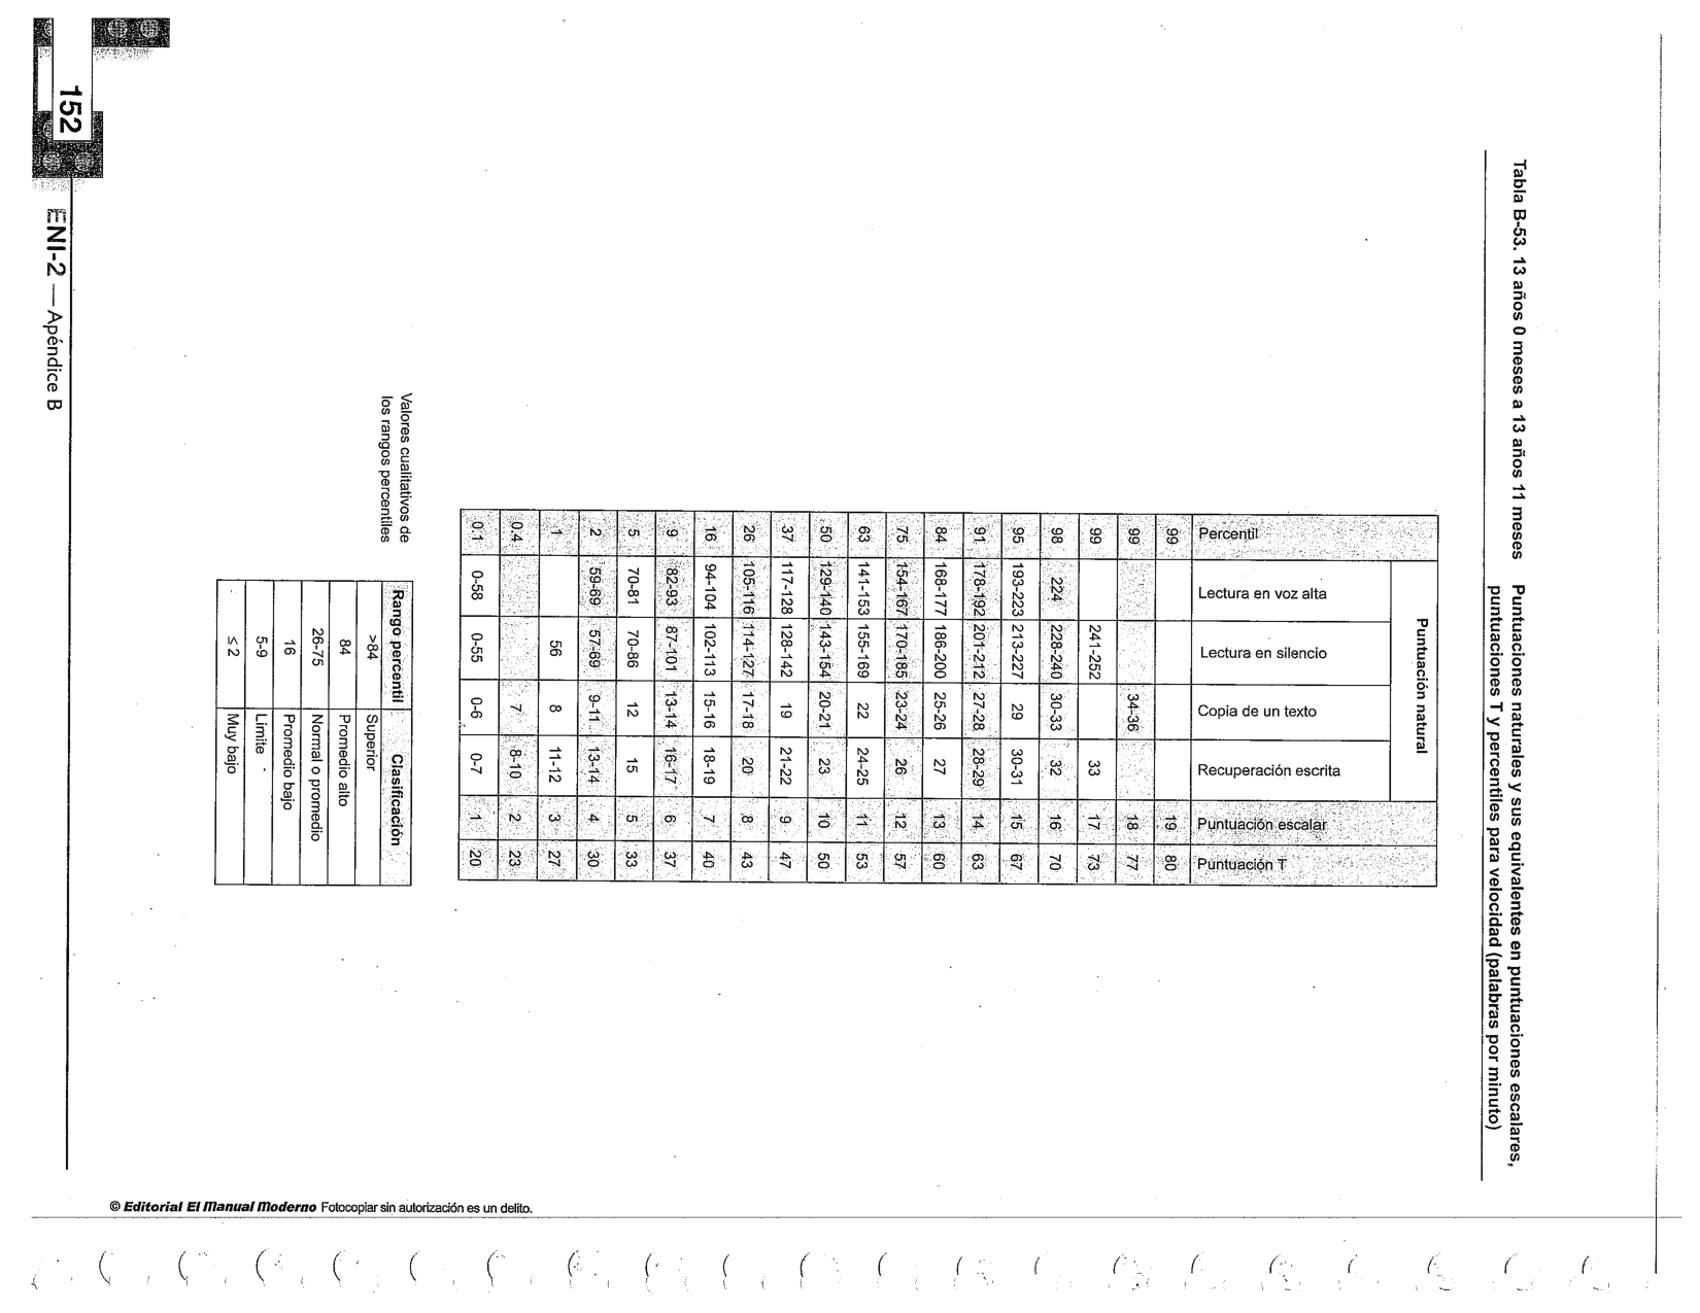 152
ENI-2 — Apéndice B
Tabla B-53. 13 años 0 meses a 13 años 11 meses Puntuaciones naturales y sus equivalentes en puntuaciones escalares,
puntuaciones T y percentiles para velocidad (palabras por minuto)
Puntuación natural
Percentil Lectura en voz alta Lectura en silencio Copia de un texto Recuperación escrita Puntuación escalar Puntuación T
99 19 80
99 34-36 18 77
99 241-252 33 17 73
98 224 228-240 30-33 32 16 70
95 193-223 213-227 29 30-31 15 67
91 178-192 201-212 27-28 28-29 14 63
84 168-177 186-200 25-26 27 13 60
75 154-167 170-185 23-24 26 12 57
63 141-153 155-169 22 24-25 11 53
50 129-140 143-154 20-21 23 10 50
37 117-128 128-142 19 21-22 9 47
26 105-116 114-127 17-18 20 8 43
16 94-104 102-113 15-16 18-19 7 40
9 82-93 87-101 13-14 16-17 6 37
5 70-81 70-86 12 15 5 33
2 59-69 57-69 9-11 13-14 4 30
1 56 8 11-12 3 27
0.4 7 8-10 2 23
0.1 0-58 0-55 0-6 0-7 1 20
Valores cualitativos de
los rangos percentiles
Rango percentil Clasificación
>84 Superior
84 Promedio alto
26-75 Normal o promedio
16 Promedio bajo
5-9 Límite
≤ 2 Muy bajo
© Editorial El Manual Moderno Fotocopiar sin autorización es un delito.